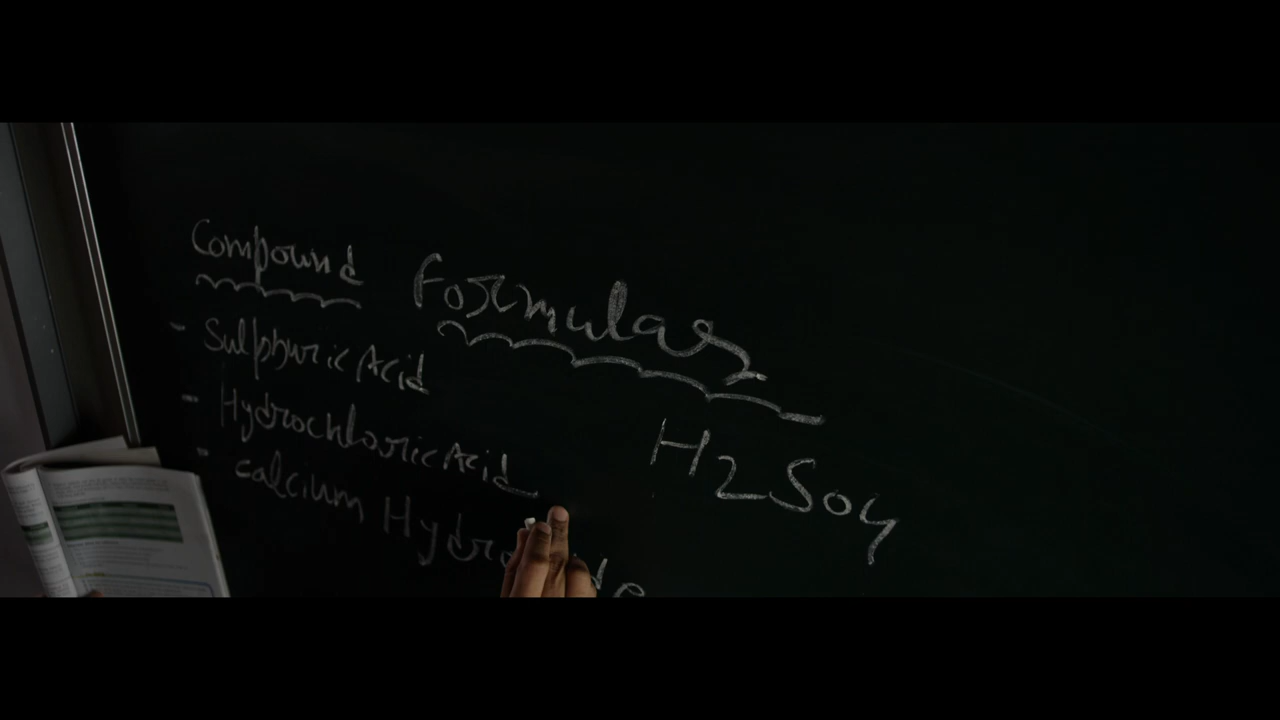 Compound Formulas
- Sulphuric Acid H2So4
- Hydrochloric Acid
- calcium